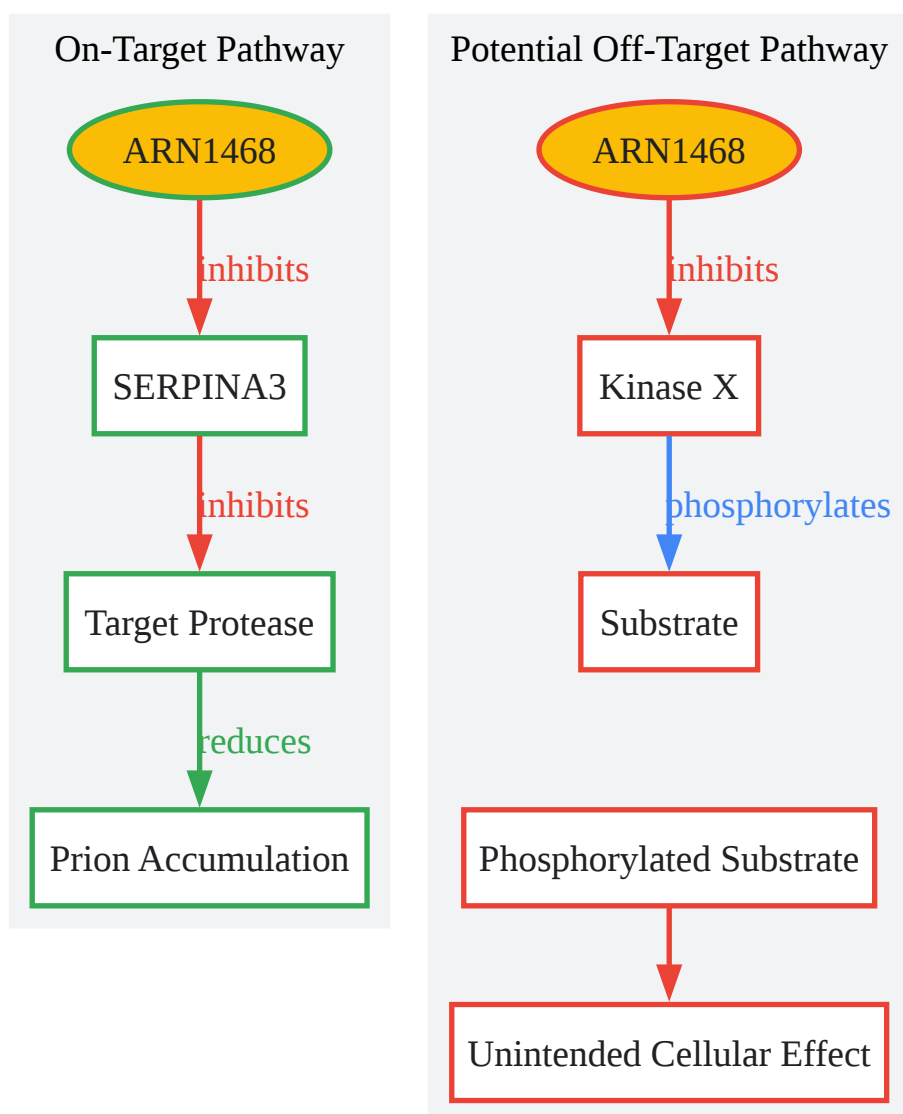 On-Target Pathway
ARN1468
inhibits
SERPINA3
inhibits
Target Protease
reduces
Prion Accumulation
Potential Off-Target Pathway
ARN1468
inhibits
Kinase X
phosphorylates
Substrate
Phosphorylated Substrate
Unintended Cellular Effect